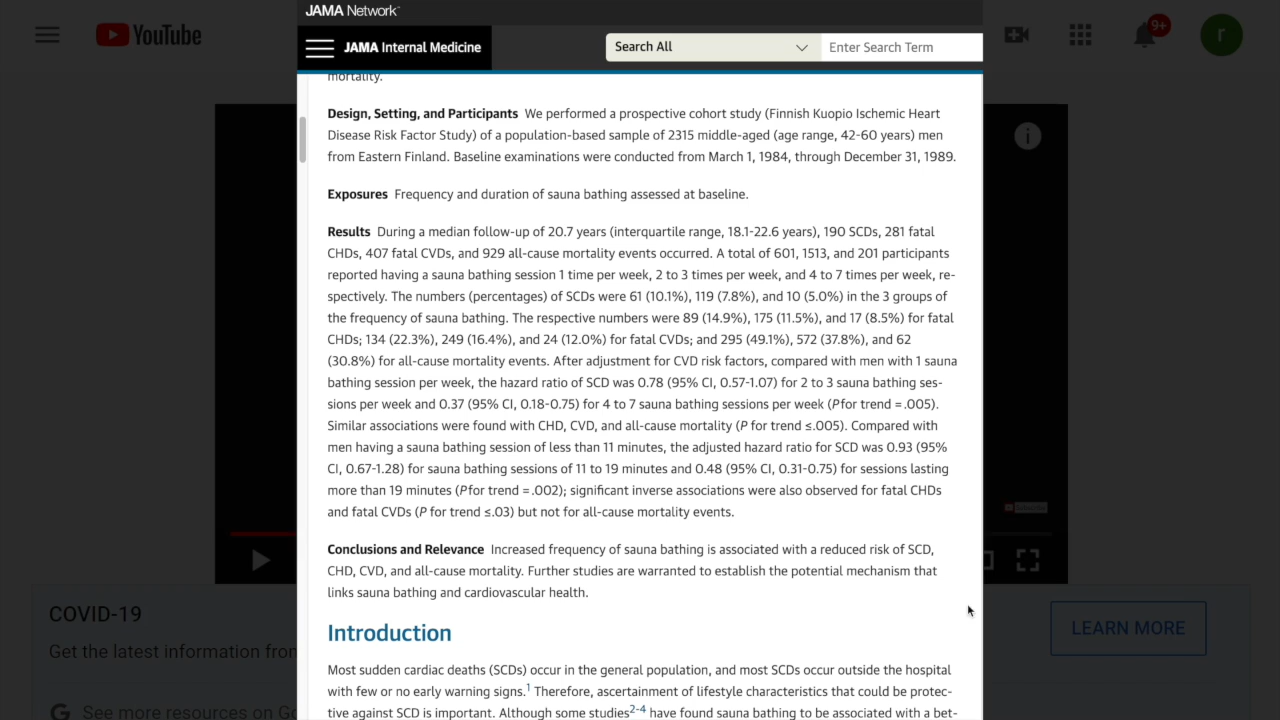 JAMA Network
YouTube
9+
r
JAMA Internal Medicine
Search All
Enter Search Term
mortality.
Design, Setting, and Participants We performed a prospective cohort study (Finnish Kuopio Ischemic Heart
Disease Risk Factor Study) of a population-based sample of 2315 middle-aged (age range, 42-60 years) men
from Eastern Finland. Baseline examinations were conducted from March 1, 1984, through December 31, 1989.
Exposures Frequency and duration of sauna bathing assessed at baseline.
Results During a median follow-up of 20.7 years (interquartile range, 18.1-22.6 years), 190 SCDs, 281 fatal
CHDs, 407 fatal CVDs, and 929 all-cause mortality events occurred. A total of 601, 1513, and 201 participants
reported having a sauna bathing session 1 time per week, 2 to 3 times per week, and 4 to 7 times per week, re-
spectively. The numbers (percentages) of SCDs were 61 (10.1%), 119 (7.8%), and 10 (5.0%) in the 3 groups of
the frequency of sauna bathing. The respective numbers were 89 (14.9%), 175 (11.5%), and 17 (8.5%) for fatal
CHDs; 134 (22.3%), 249 (16.4%), and 24 (12.0%) for fatal CVDs; and 295 (49.1%), 572 (37.8%), and 62
(30.8%) for all-cause mortality events. After adjustment for CVD risk factors, compared with men with 1 sauna
bathing session per week, the hazard ratio of SCD was 0.78 (95% CI, 0.57-1.07) for 2 to 3 sauna bathing ses-
sions per week and 0.37 (95% CI, 0.18-0.75) for 4 to 7 sauna bathing sessions per week (P for trend = .005).
Similar associations were found with CHD, CVD, and all-cause mortality (P for trend ≤.005). Compared with
men having a sauna bathing session of less than 11 minutes, the adjusted hazard ratio for SCD was 0.93 (95%
CI, 0.67-1.28) for sauna bathing sessions of 11 to 19 minutes and 0.48 (95% CI, 0.31-0.75) for sessions lasting
more than 19 minutes (P for trend = .002); significant inverse associations were also observed for fatal CHDs
and fatal CVDs (P for trend ≤.03) but not for all-cause mortality events.
Conclusions and Relevance Increased frequency of sauna bathing is associated with a reduced risk of SCD,
CHD, CVD, and all-cause mortality. Further studies are warranted to establish the potential mechanism that
links sauna bathing and cardiovascular health.
COVID-19
LEARN MORE
Get the latest information from
Introduction
Most sudden cardiac deaths (SCDs) occur in the general population, and most SCDs occur outside the hospital
with few or no early warning signs.1 Therefore, ascertainment of lifestyle characteristics that could be protec-
tive against SCD is important. Although some studies2-4 have found sauna bathing to be associated with a bet-
See more resources on Go